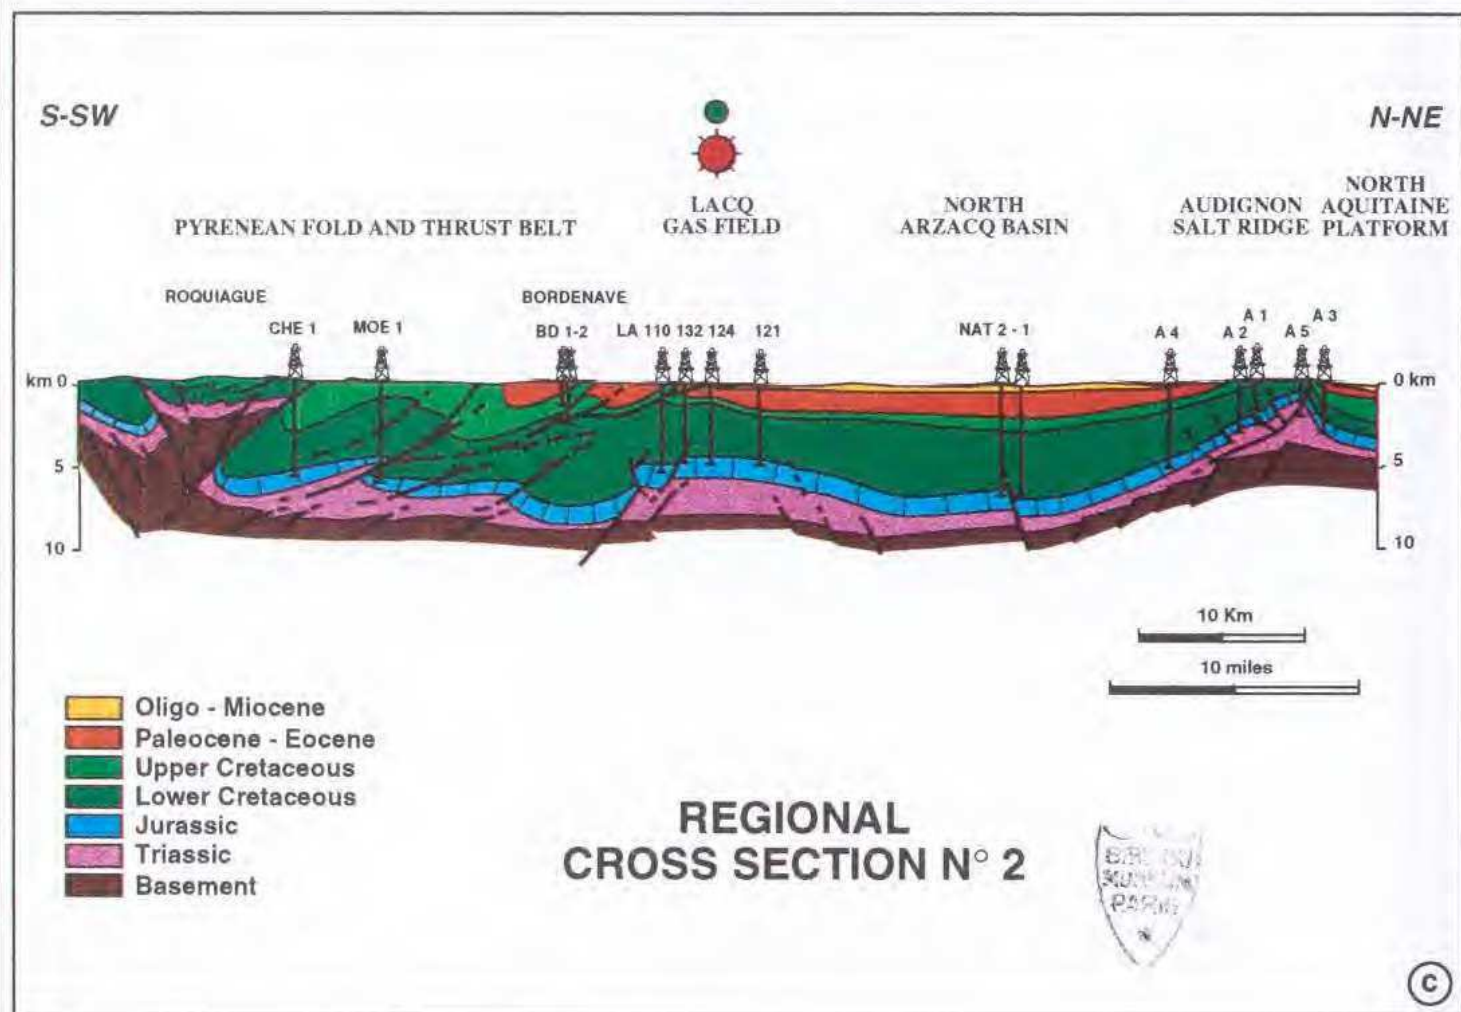 S-SW
N-NE
PYRENEAN FOLD AND THRUST BELT
LACQ
GAS FIELD
NORTH
ARZACQ BASIN
AUDIGNON
SALT RIDGE
NORTH
AQUITAINE
PLATFORM
ROQUIAGUE
BORDENAVE
CHE 1
MOE 1
BD 1-2
LA 110
132
124
121
NAT 2 - 1
A 4
A 2
A 1
A 5
A 3
km 0
0 km
5
5
10
10
10 Km
10 miles
Oligo - Miocene
Paleocene - Eocene
Upper Cretaceous
Lower Cretaceous
Jurassic
Triassic
Basement
REGIONAL
CROSS SECTION N° 2
C